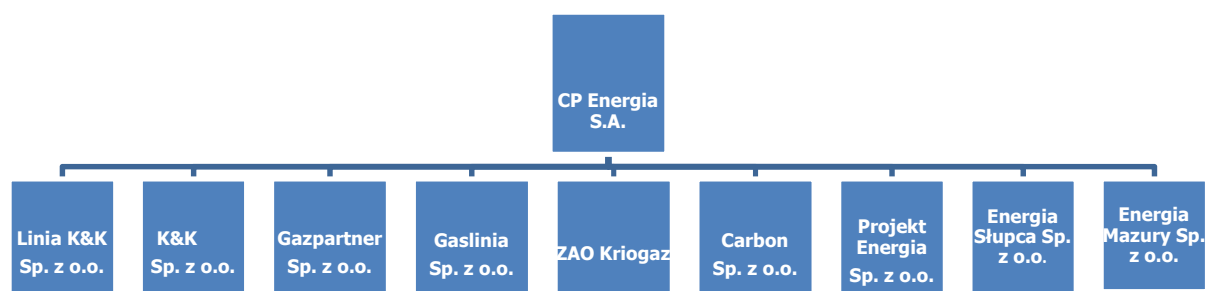 CP Energia
S.A.
Linia K&K
Sp. z o.o.
K&K
Sp. z o.o.
Gazpartner
Sp. z o.o.
Gaslinia
Sp. z o.o.
ZAO Kriogaz
Carbon
Sp. z o.o.
Projekt
Energia
Sp. z o.o.
Energia
Słupca Sp.
z o.o.
Energia
Mazury Sp.
z o.o.